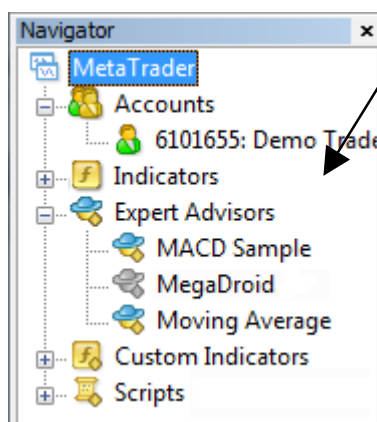 Navigator
MetaTrader
Accounts
6101655: Demo Trade
Indicators
Expert Advisors
MACD Sample
MegaDroid
Moving Average
Custom Indicators
Scripts